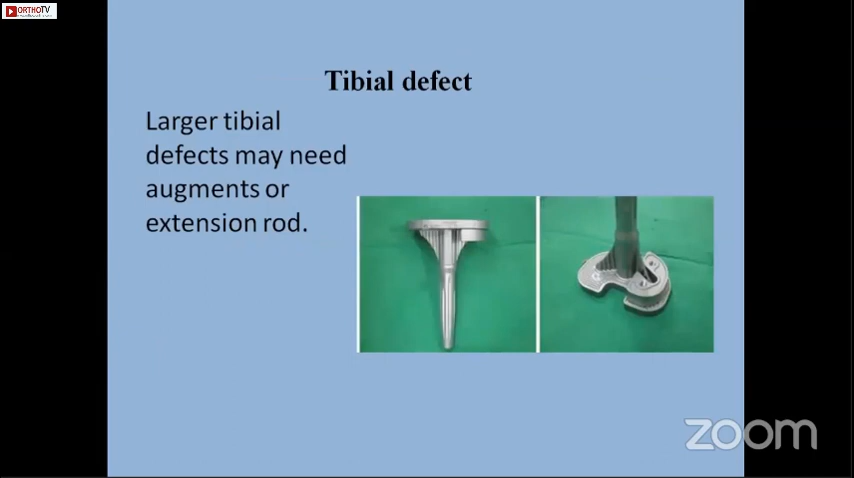 ORTHOTV
Tibial defect
Larger tibial
defects may need
augments or
extension rod.
zoom